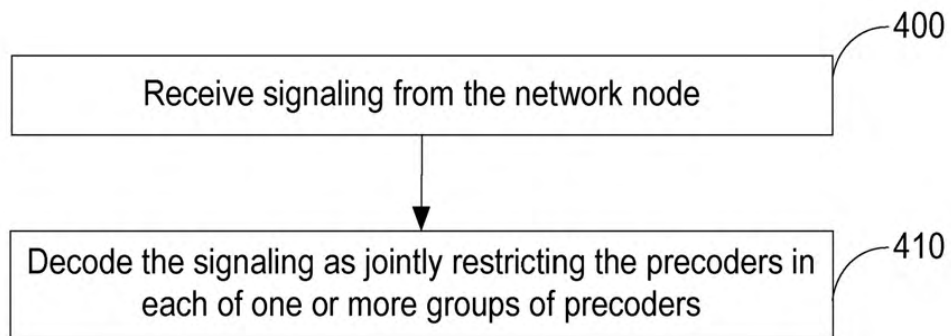 400
Receive signaling from the network node
410
Decode the signaling as jointly restricting the precoders in
each of one or more groups of precoders